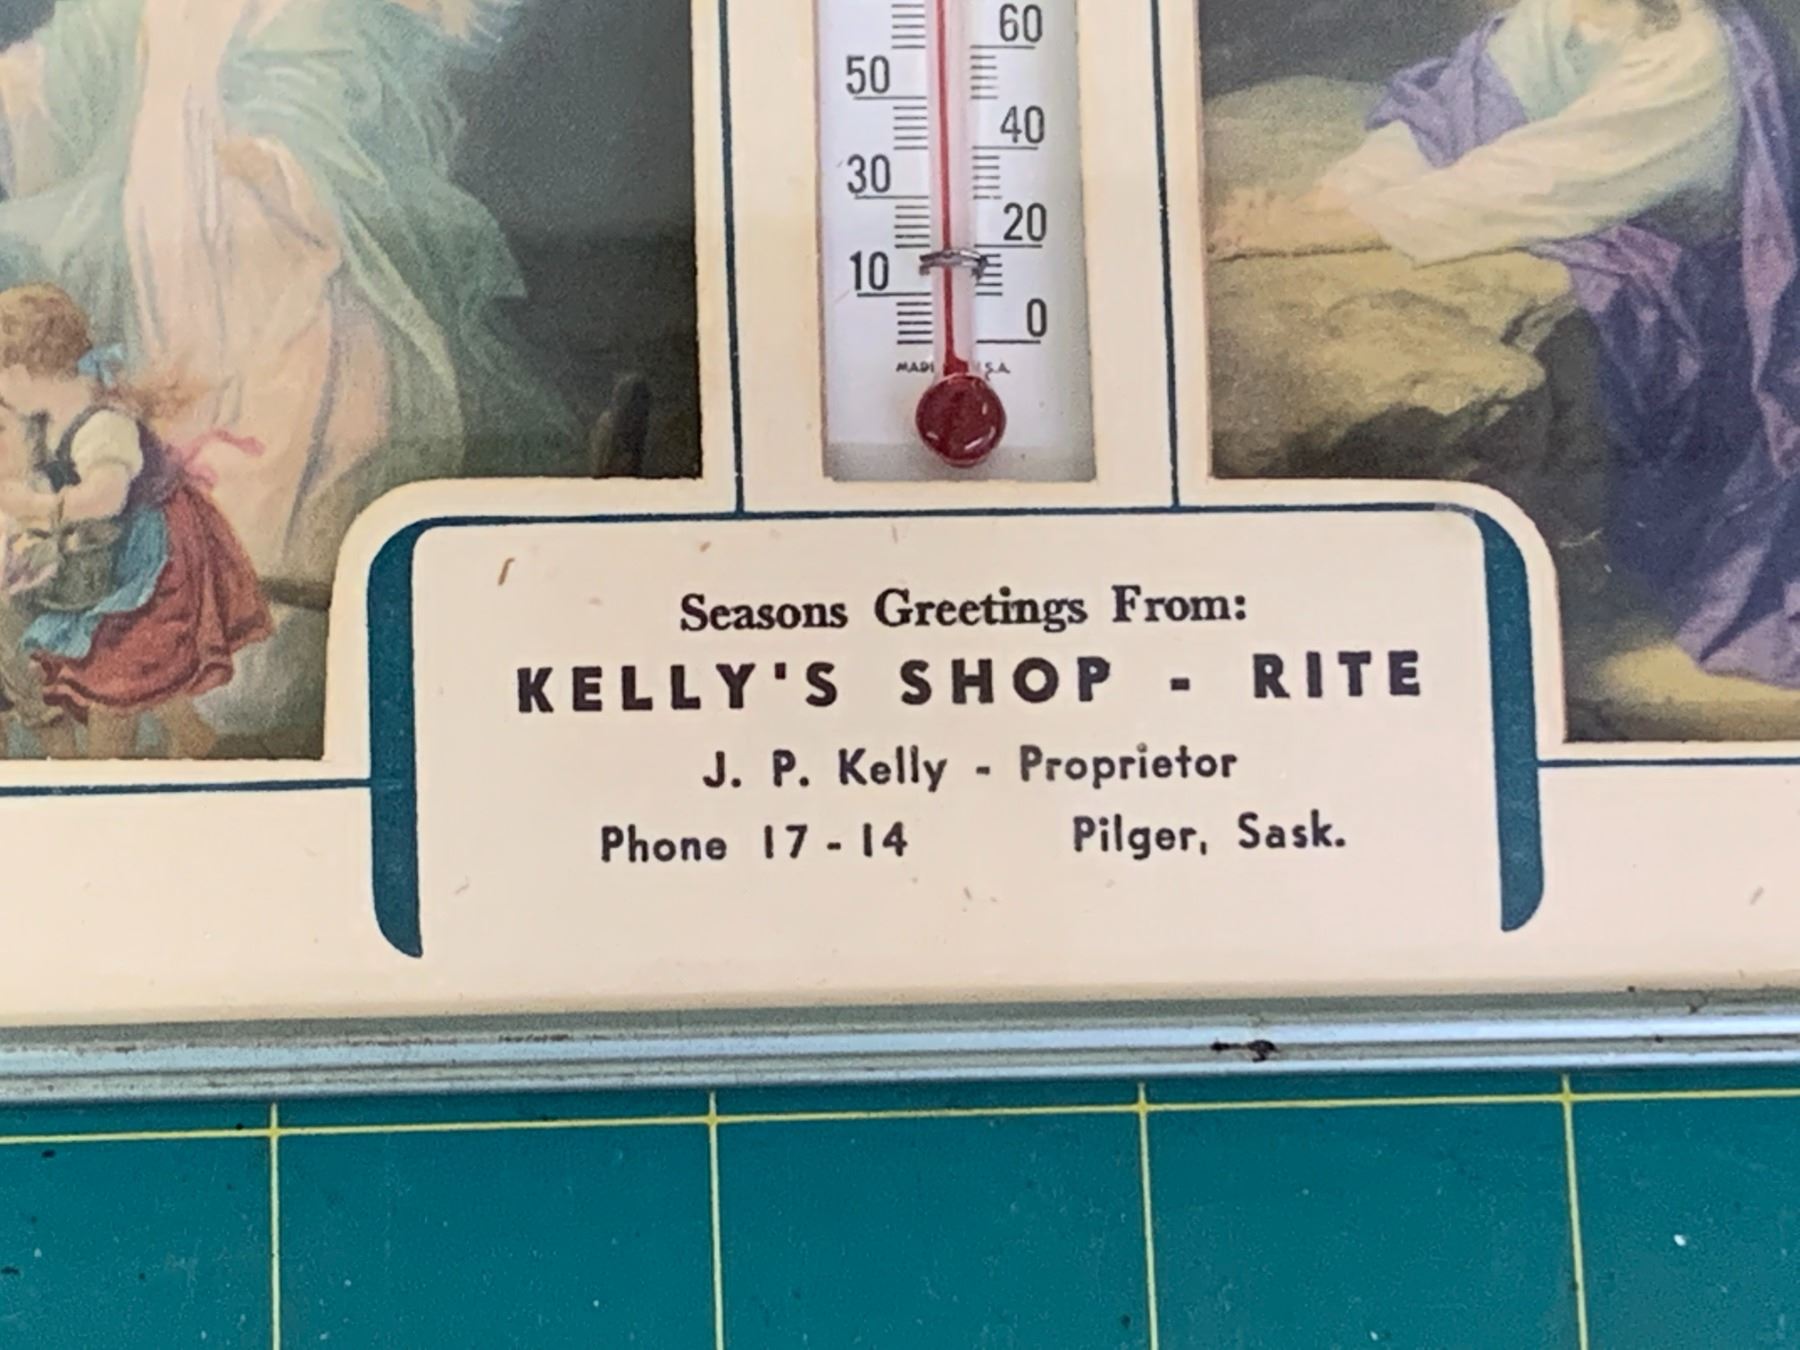 60
50
40
30
20
10
0
MADE U.S.A.
Seasons Greetings From:
KELLY'S SHOP - RITE
J. P. Kelly - Proprietor
Phone 17 - 14 Pilger, Sask.